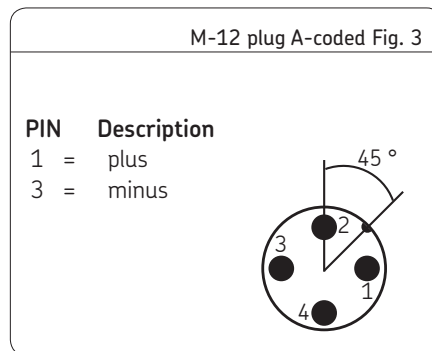 M-12 plug A-coded Fig. 3
PIN Description
1 = plus
3 = minus
45 °
2
3
1
4